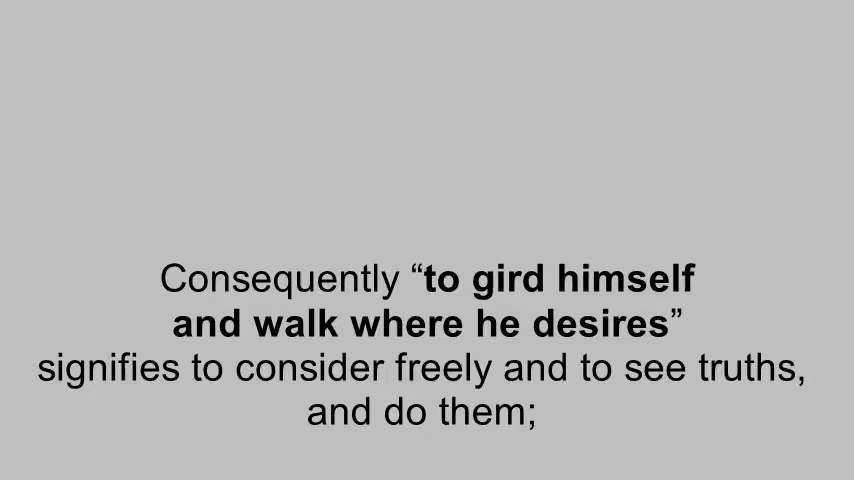 Consequently “to gird himself
and walk where he desires”
signifies to consider freely and to see truths,
and do them;